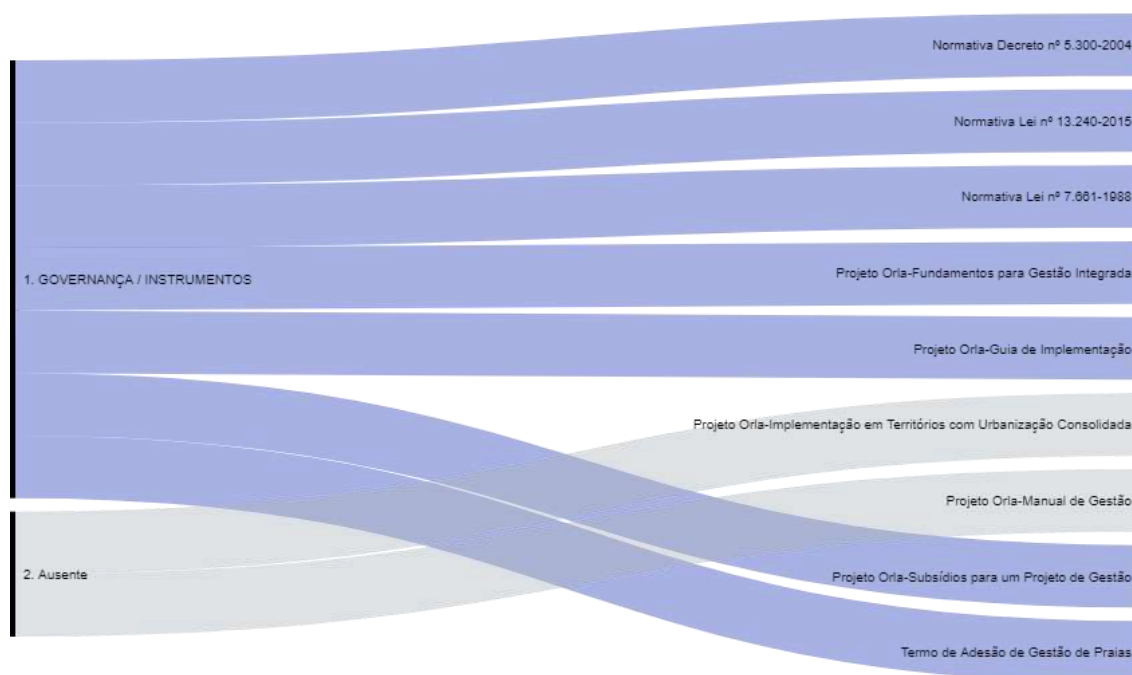 Normativa Decreto nº 5.300-2004
Normativa Lei nº 13.240-2015
Normativa Lei nº 7.661-1988
Projeto Orla-Fundamentos para Gestão Integrada
1. GOVERNANÇA / INSTRUMENTOS
Projeto Orla-Guia de Implementação
Projeto Orla-Implementação em Territórios com Urbanização Consolidada
Projeto Orla-Manual de Gestão
2. Ausente
Projeto Orla-Subsídios para um Projeto de Gestão
Termo de Adesão de Gestão de Praias